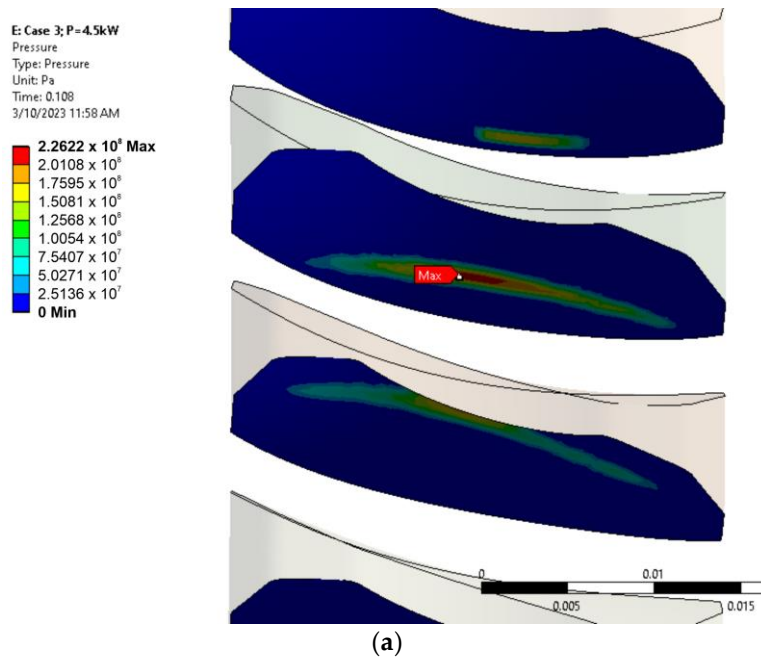 E: Case 3; P=4.5kW
Pressure
Type: Pressure
Unit: Pa
Time: 0.108
3/10/2023 11:58 AM
2.2622 x 10⁸ Max
2.0108 x 10⁸
1.7595 x 10⁸
1.5081 x 10⁸
1.2568 x 10⁸
1.0054 x 10⁸
7.5407 x 10⁷
5.0271 x 10⁷
2.5136 x 10⁷
0 Min
Max
0 0.01
0.005 0.015
(a)